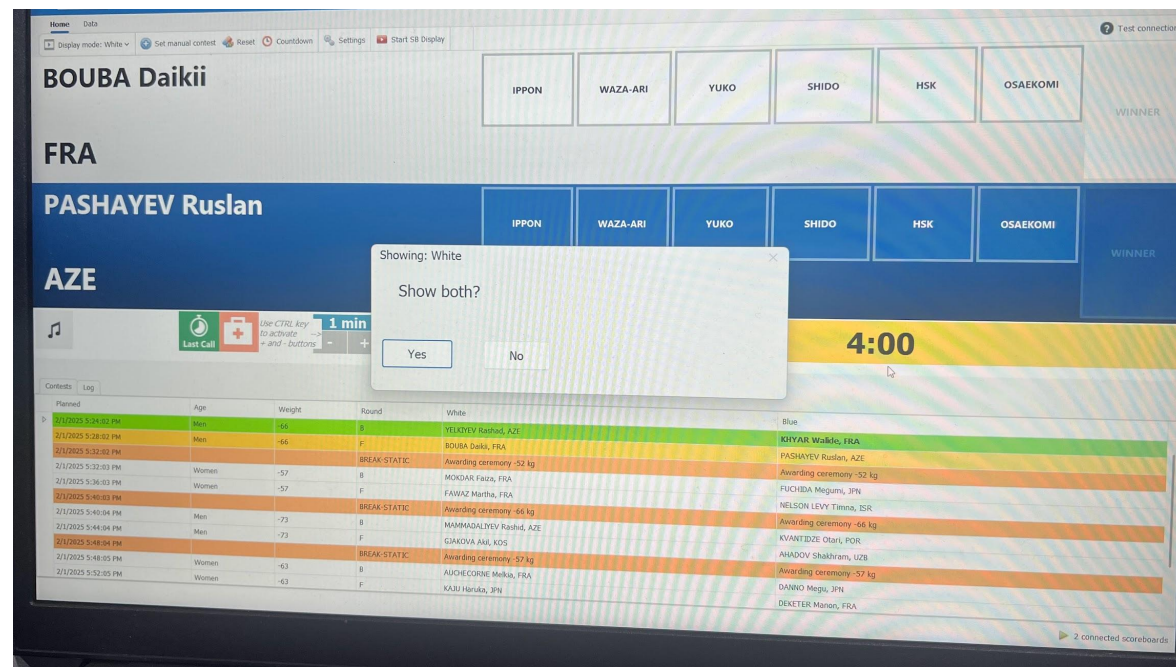 Home Data
Display mode: White Set manual contest Reset Countdown Settings Start SB Display
? Test connection
BOUBA Daikii
IPPON WAZA-ARI YUKO SHIDO HSK OSAEKOMI
WINNER
FRA
PASHAYEV Ruslan
IPPON WAZA-ARI YUKO SHIDO HSK OSAEKOMI
WINNER
AZE
Showing: White
Show both?
Yes No
Last Call
Use CTRL key
to activate -->
+ and - buttons
1 min
- +
4:00
Contests Log
Planned Age Weight Round White Blue
2/1/2025 5:24:02 PM Men -66 B YELKIYEV Rashad, AZE KHYAR Walide, FRA
2/1/2025 5:28:02 PM Men -66 F BOUBA Daikii, FRA PASHAYEV Ruslan, AZE
2/1/2025 5:32:02 PM BREAK-STATIC Awarding ceremony -52 kg Awarding ceremony -52 kg
2/1/2025 5:32:03 PM Women -57 B MOKDAR Faiza, FRA FUCHIDA Megumi, JPN
2/1/2025 5:36:03 PM Women -57 F FAWAZ Martha, FRA NELSON LEVY Timna, ISR
2/1/2025 5:40:03 PM BREAK-STATIC Awarding ceremony -66 kg Awarding ceremony -66 kg
2/1/2025 5:40:04 PM Men -73 B MAMMADALIYEV Rashid, AZE KVANTIDZE Otari, POR
2/1/2025 5:44:04 PM Men -73 F GJAKOVA Akil, KOS AHADOV Shakhram, UZB
2/1/2025 5:48:04 PM BREAK-STATIC Awarding ceremony -57 kg Awarding ceremony -57 kg
2/1/2025 5:48:05 PM Women -63 B AUCHECORNE Melkia, FRA DANNO Megu, JPN
2/1/2025 5:52:05 PM Women -63 F KAJU Haruka, JPN DEKETER Manon, FRA
2 connected scoreboards